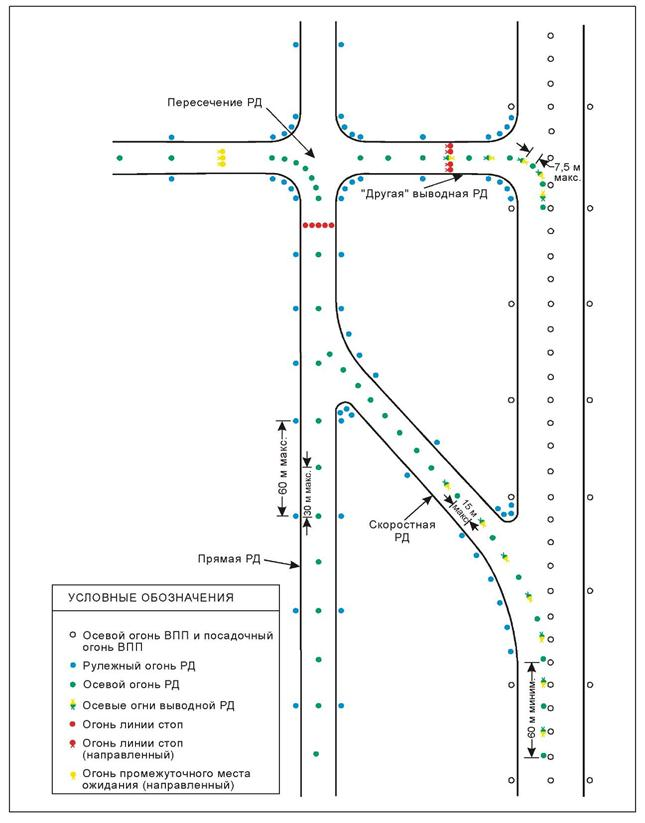 Пересечение РД
7,5 м
макс.
"Другая" выводная РД
60 м макс.
30 м макс.
15 м
макс.
Скоростная
РД
Прямая РД
60 м миним.
УСЛОВНЫЕ ОБОЗНАЧЕНИЯ
Осевой огонь ВПП и посадочный
огонь ВПП
Рулежный огонь РД
Осевой огонь РД
Осевые огни выводной РД
Огонь линии стоп
Огонь линии стоп
(направленный)
Огонь промежуточного места
ожидания (направленный)